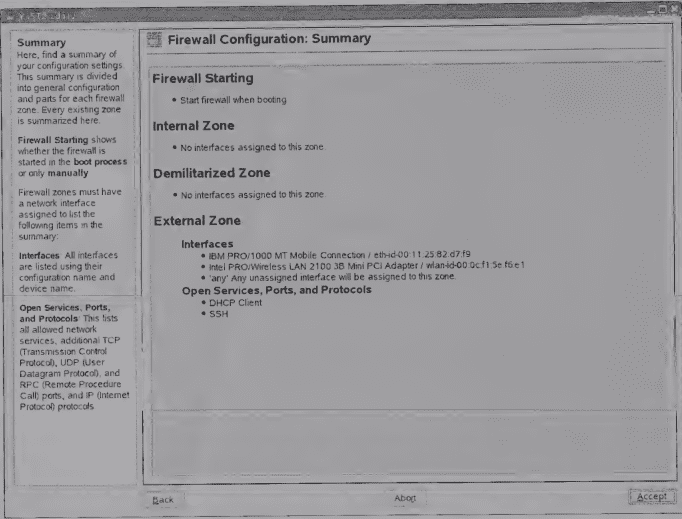 Summary
Here, find a summary of
your configuration settings.
This summary is divided
into general configuration
and parts for each firewall
zone. Every existing zone
is summarized here.
Firewall Starting shows
whether the firewall is
started in the boot process
or only manually
Firewall zones must have
a network interface
assigned to list the
following items in the
summary:
Interfaces All interfaces
are listed using their
configuration name and
device name.
Open Services, Ports,
and Protocols This lists
all allowed network
services, additional TCP
(Transmission Control
Protocol), UDP (User
Datagram Protocol), and
RPC (Remote Procedure
Call) ports, and IP (Internet
Protocol) protocols
Firewall Configuration: Summary
Firewall Starting
• Start firewall when booting
Internal Zone
• No interfaces assigned to this zone.
Demilitarized Zone
• No interfaces assigned to this zone.
External Zone
Interfaces
• IBM PRO/1000 MT Mobile Connection / eth-id-00:11:25:82:d7:f9
• Intel PRO/Wireless LAN 2100 3B Mini PCI Adapter / wlan-id-00:0c:f1:5e:f6:e1
• 'any' Any unassigned interface will be assigned to this zone.
Open Services, Ports, and Protocols
• DHCP Client
• SSH
Back
Abort
Accept